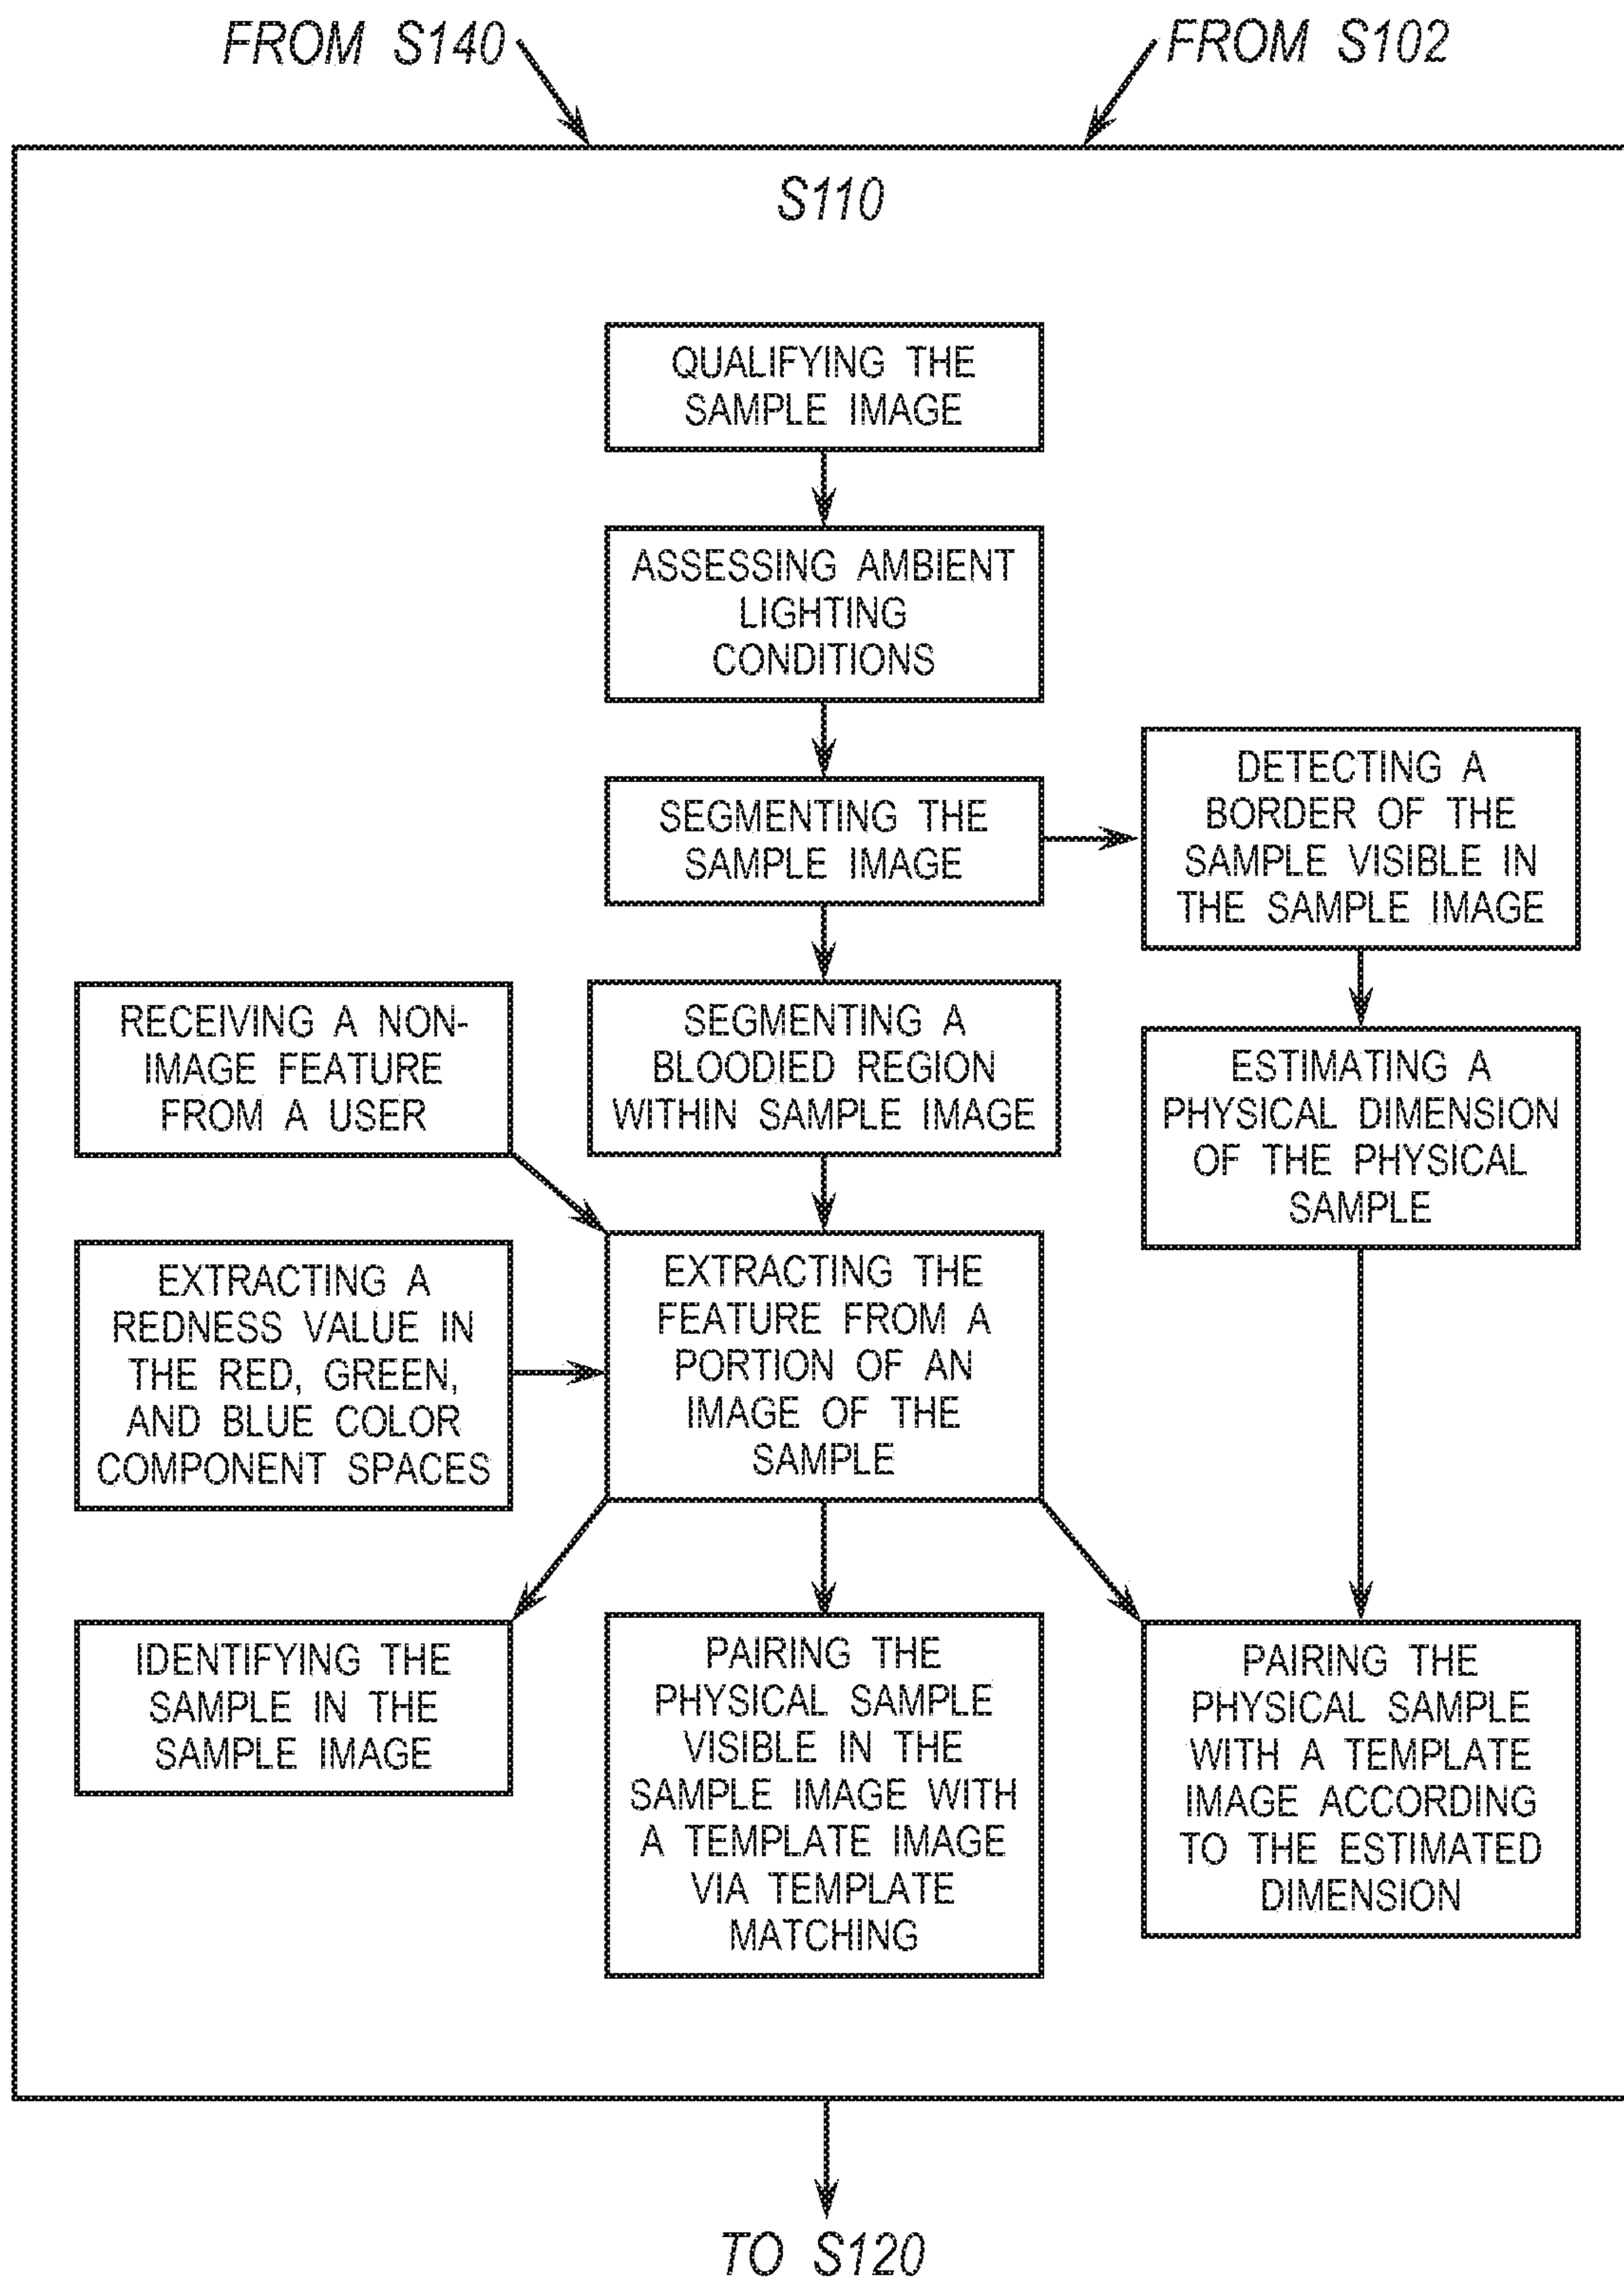 FROM S140
FROM S102
S110
QUALIFYING THE
SAMPLE IMAGE
ASSESSING AMBIENT
LIGHTING
CONDITIONS
SEGMENTING THE
SAMPLE IMAGE
DETECTING A
BORDER OF THE
SAMPLE VISIBLE IN
THE SAMPLE IMAGE
RECEIVING A NON-
IMAGE FEATURE
FROM A USER
SEGMENTING A
BLOODIED REGION
WITHIN SAMPLE IMAGE
ESTIMATING A
PHYSICAL DIMENSION
OF THE PHYSICAL
SAMPLE
EXTRACTING A
REDNESS VALUE IN
THE RED, GREEN,
AND BLUE COLOR
COMPONENT SPACES
EXTRACTING THE
FEATURE FROM A
PORTION OF AN
IMAGE OF THE
SAMPLE
IDENTIFYING THE
SAMPLE IN THE
SAMPLE IMAGE
PAIRING THE
PHYSICAL SAMPLE
VISIBLE IN THE
SAMPLE IMAGE WITH
A TEMPLATE IMAGE
VIA TEMPLATE
MATCHING
PAIRING THE
PHYSICAL SAMPLE
WITH A TEMPLATE
IMAGE ACCORDING
TO THE ESTIMATED
DIMENSION
TO S120